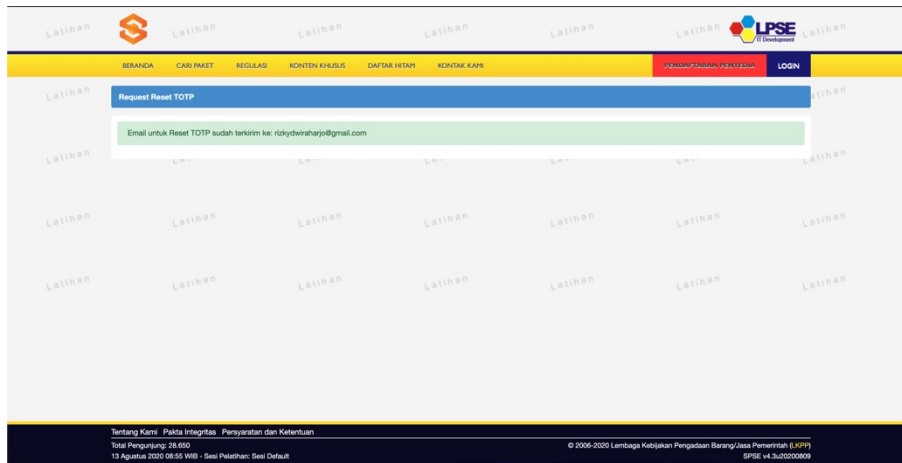 Latihan Latihan Latihan Latihan Latihan Latihan LPSE Latihan
IT Development
BERANDA CARI PAKET REGULASI KONTEN KHUSUS DAFTAR HITAM KONTAK KAMI PENDAFTARAN PENYEDIA LOGIN
Latihan Request Reset TOTP
Email untuk Reset TOTP sudah terkirim ke: rizkydwiraharjo@gmail.com
Latihan Latihan
Latihan Latihan Latihan Latihan Latihan Latihan Latihan
Latihan Latihan Latihan Latihan Latihan Latihan Latihan
Tentang Kami Pakta Integritas Persyaratan dan Ketentuan
Total Pengunjung: 28.650 © 2006-2020 Lembaga Kebijakan Pengadaan Barang/Jasa Pemerintah (LKPP)
13 Agustus 2020 08:55 WIB - Sesi Pelatihan: Sesi Default SPSE v4.3u20200809